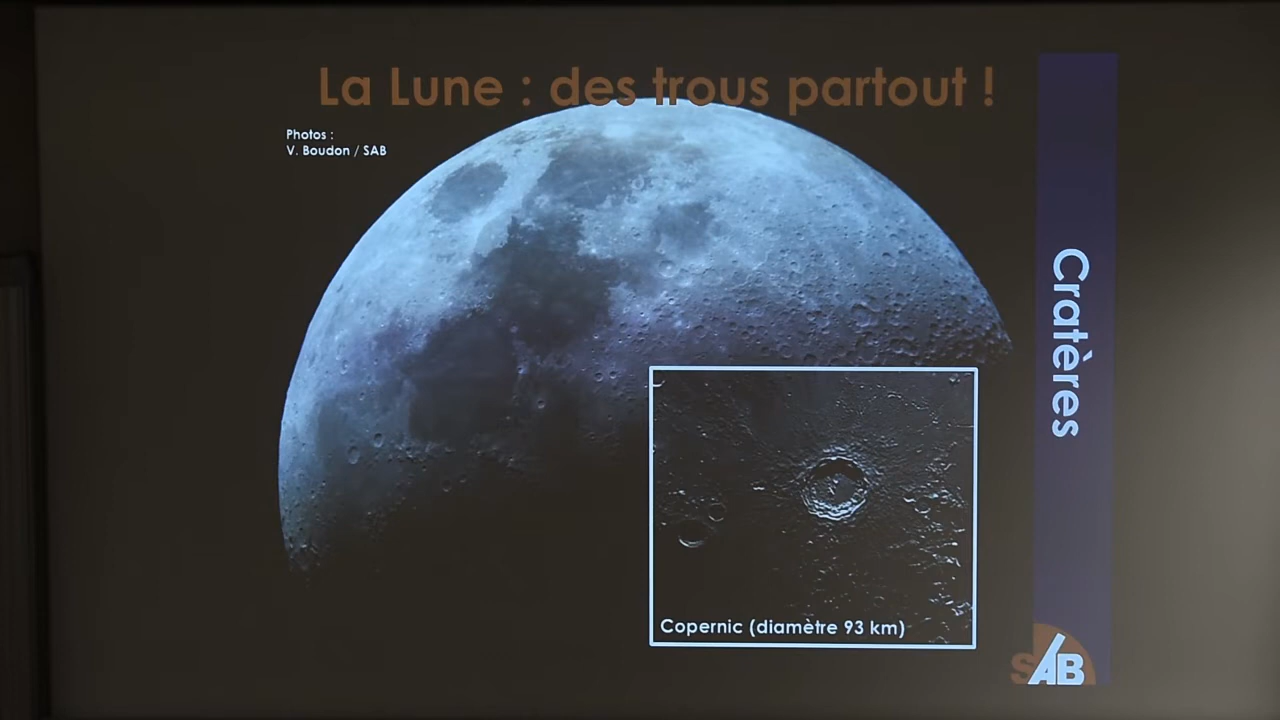 La Lune : des trous partout !
Photos :
V. Boudon / SAB
Cratères
Copernic (diamètre 93 km)
SAB